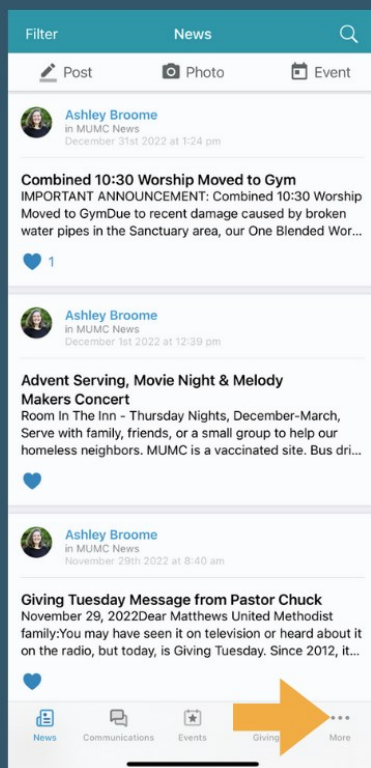 Filter News
Post Photo Event
Ashley Broome
in MUMC News
December 31st 2022 at 1:24 pm
Combined 10:30 Worship Moved to Gym
IMPORTANT ANNOUNCEMENT: Combined 10:30 Worship
Moved to GymDue to recent damage caused by broken
water pipes in the Sanctuary area, our One Blended Wor...
1
Ashley Broome
in MUMC News
December 1st 2022 at 12:39 pm
Advent Serving, Movie Night & Melody
Makers Concert
Room In The Inn - Thursday Nights, December-March,
Serve with family, friends, or a small group to help our
homeless neighbors. MUMC is a vaccinated site. Bus dri...
Ashley Broome
in MUMC News
November 29th 2022 at 8:40 am
Giving Tuesday Message from Pastor Chuck
November 29, 2022Dear Matthews United Methodist
family:You may have seen it on television or heard about it
on the radio, but today, is Giving Tuesday. Since 2012, it...
News Communications Events Giving More